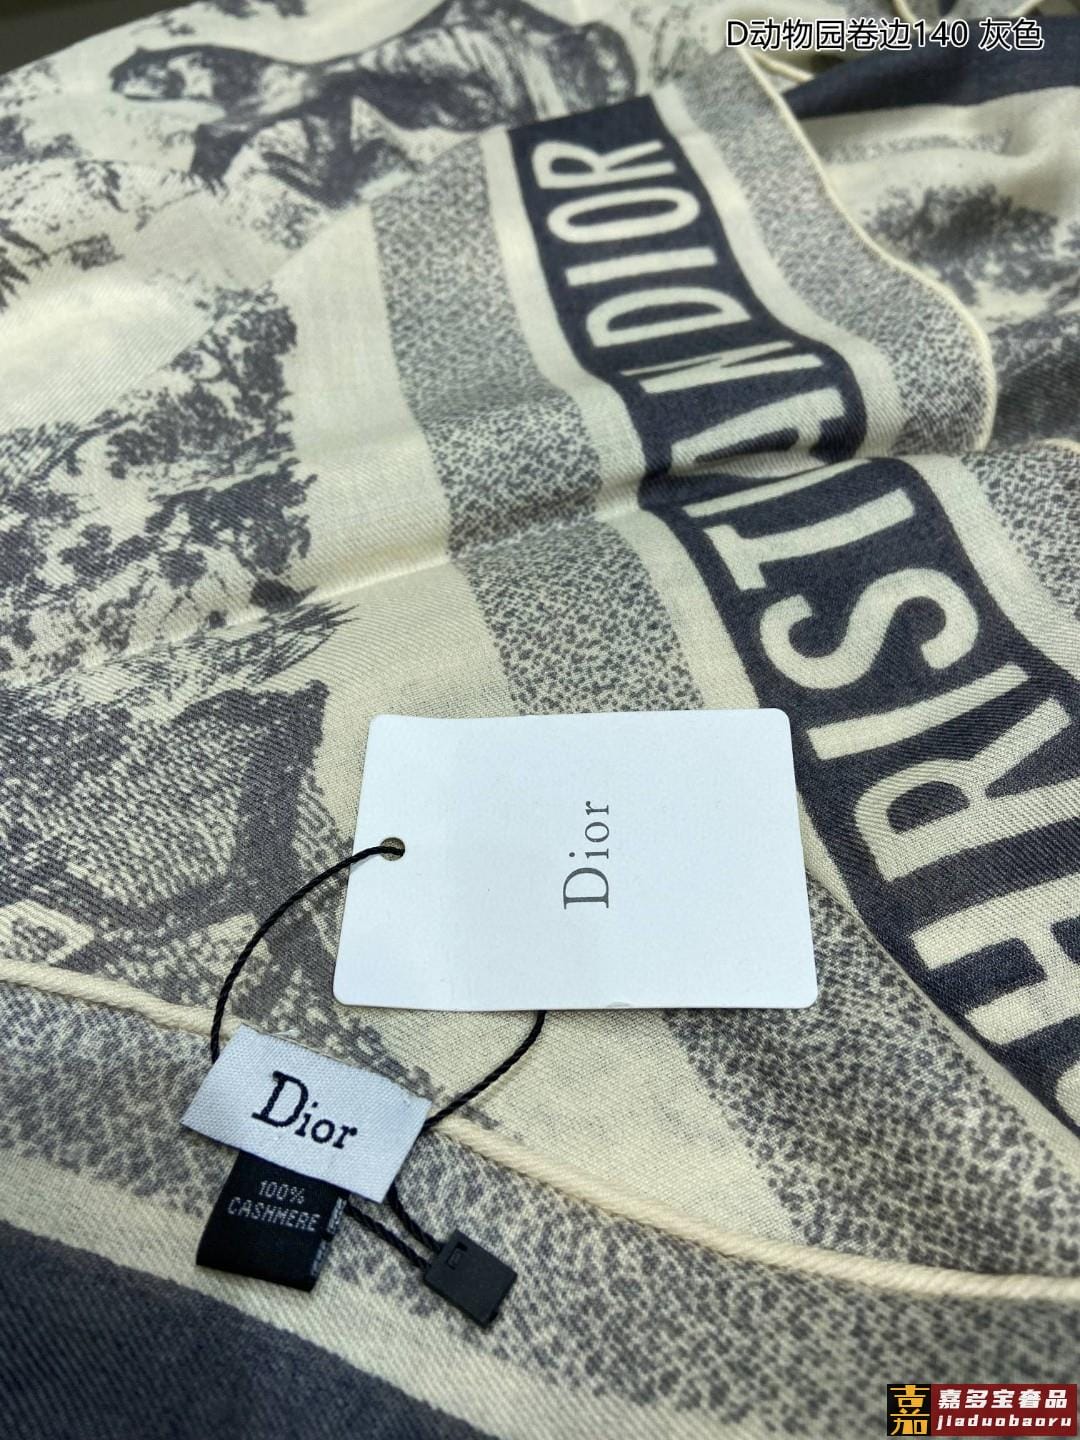 D动物园卷边140 灰色
CHRISTIAN DIOR
Dior
Dior
100%
CASHMERE
嘉多宝奢品
jiaduobaoru